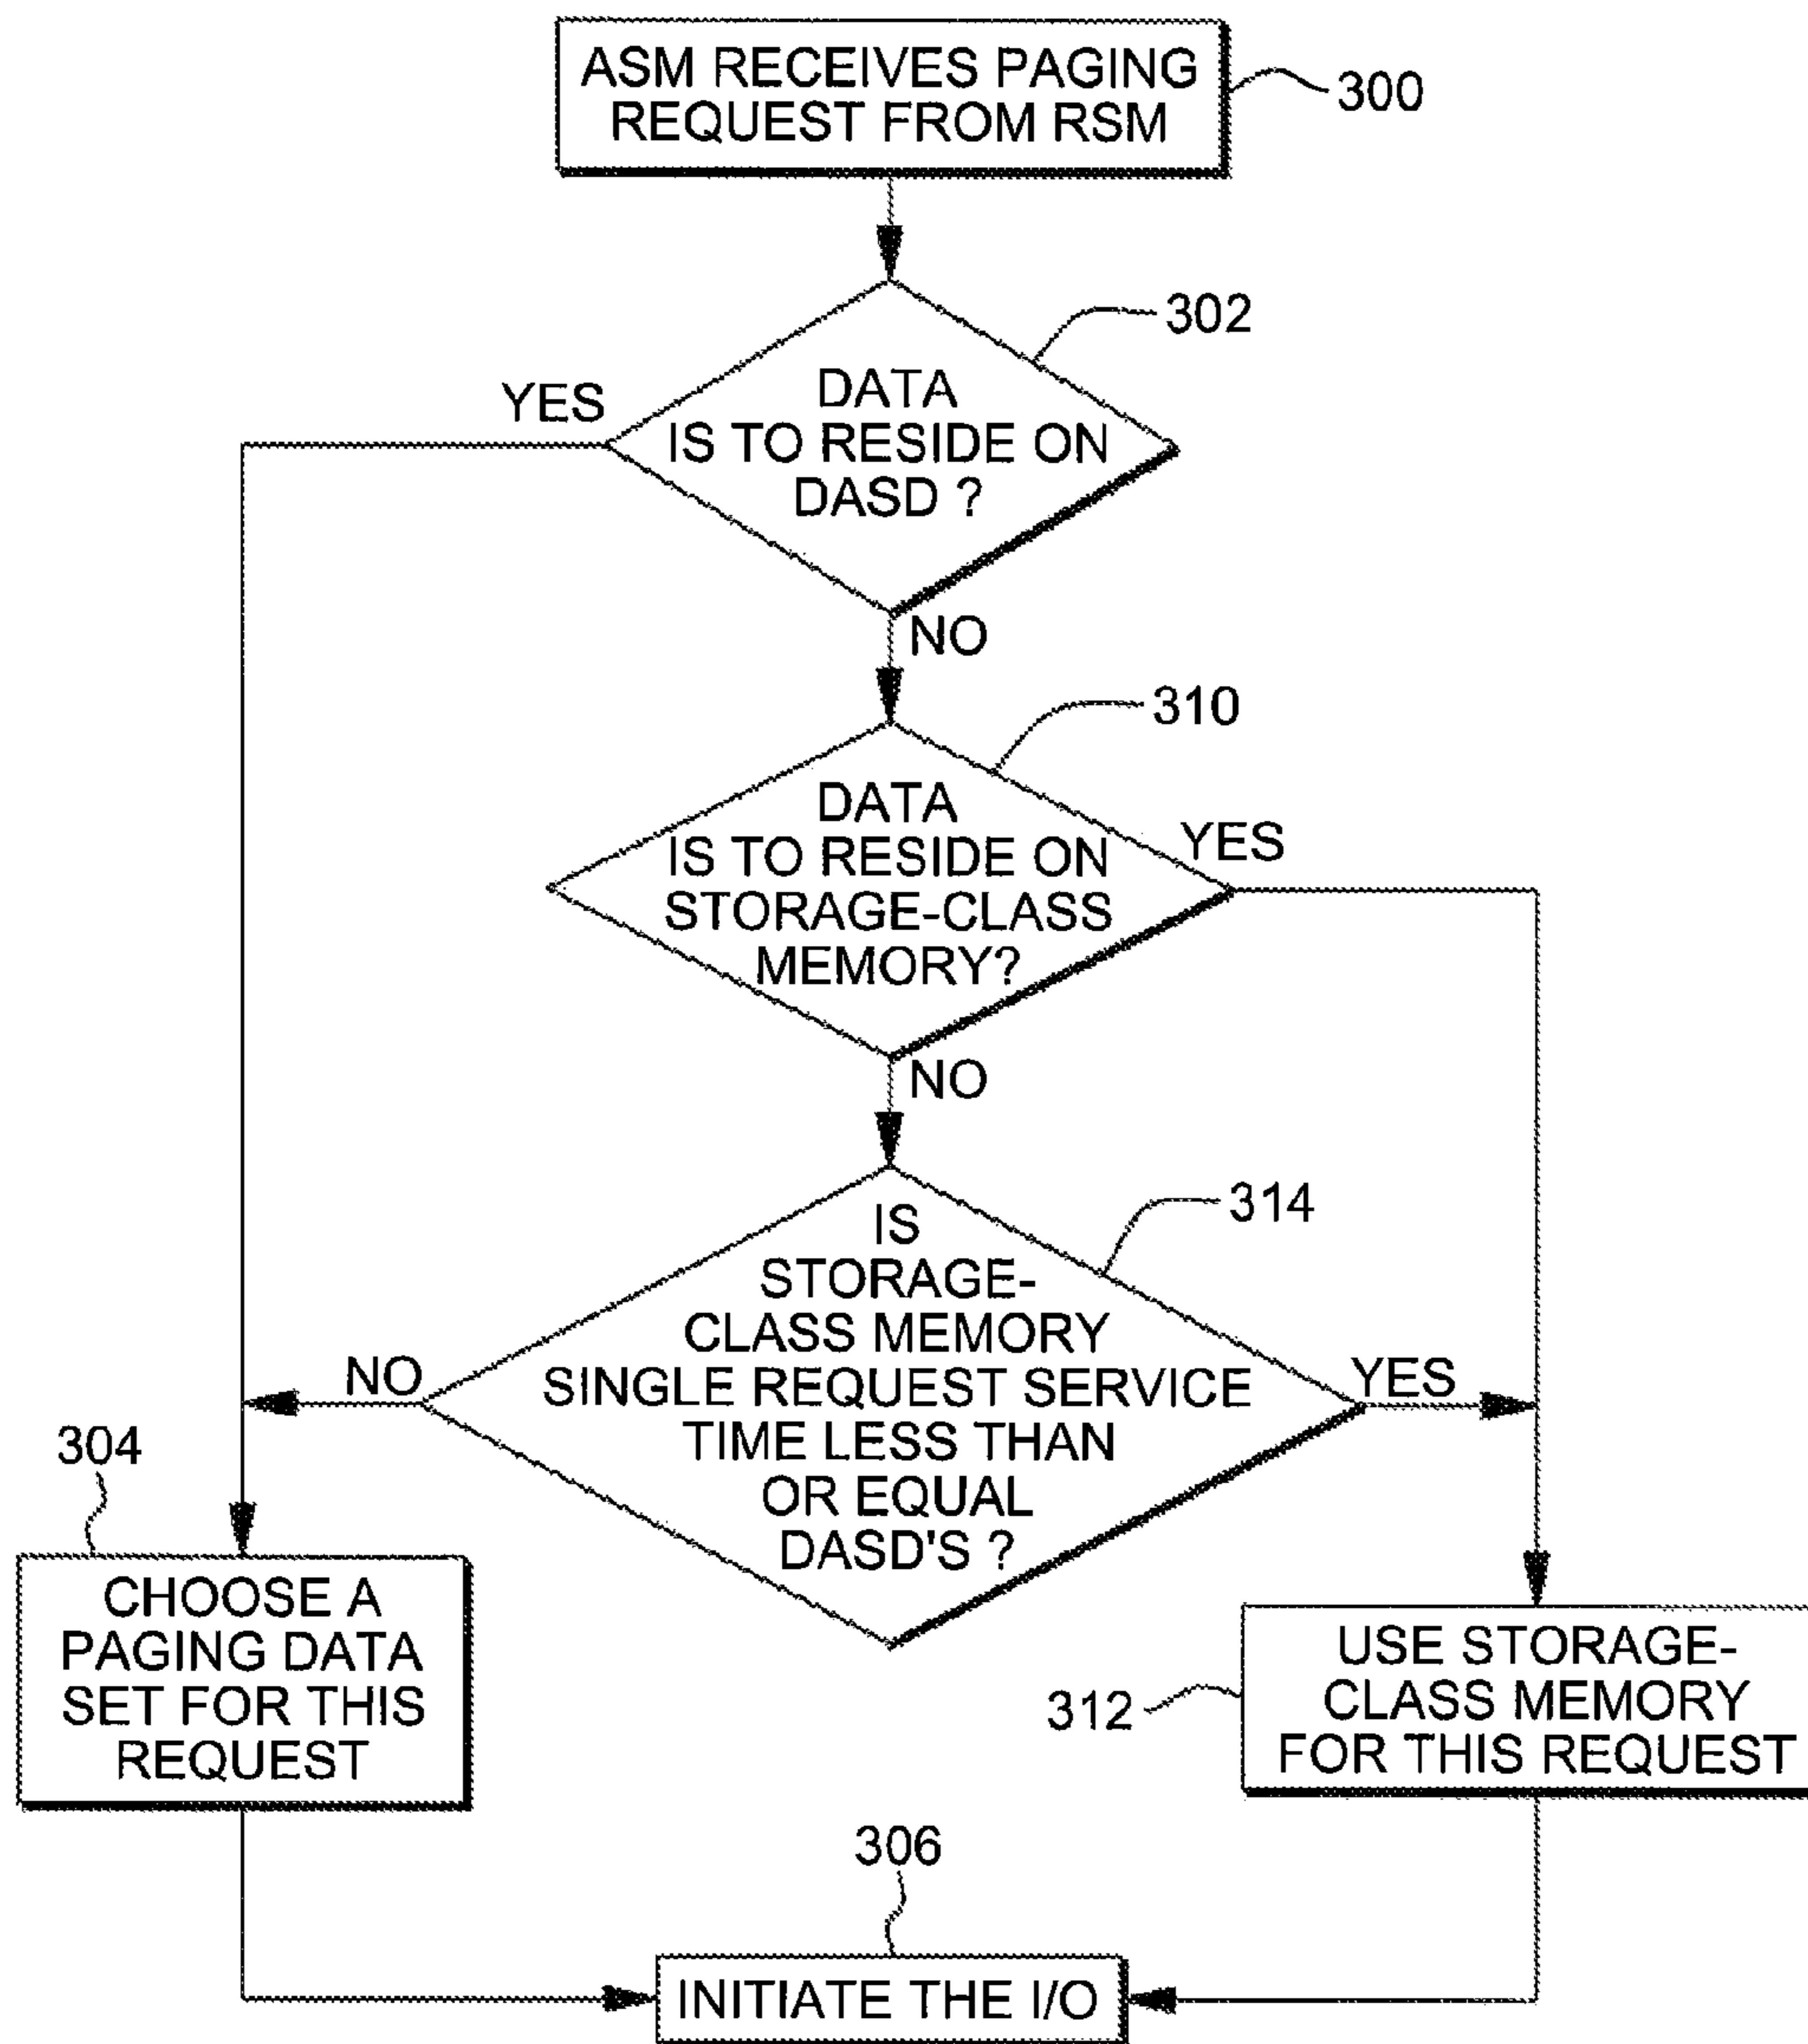 ASM RECEIVES PAGING
REQUEST FROM RSM
300
302
YES
DATA
IS TO RESIDE ON
DASD ?
NO
310
DATA
IS TO RESIDE ON
STORAGE-CLASS
MEMORY?
YES
NO
314
IS
STORAGE-
CLASS MEMORY
SINGLE REQUEST SERVICE
TIME LESS THAN
OR EQUAL
DASD'S ?
NO
YES
304
CHOOSE A
PAGING DATA
SET FOR THIS
REQUEST
312
USE STORAGE-
CLASS MEMORY
FOR THIS REQUEST
306
INITIATE THE I/O